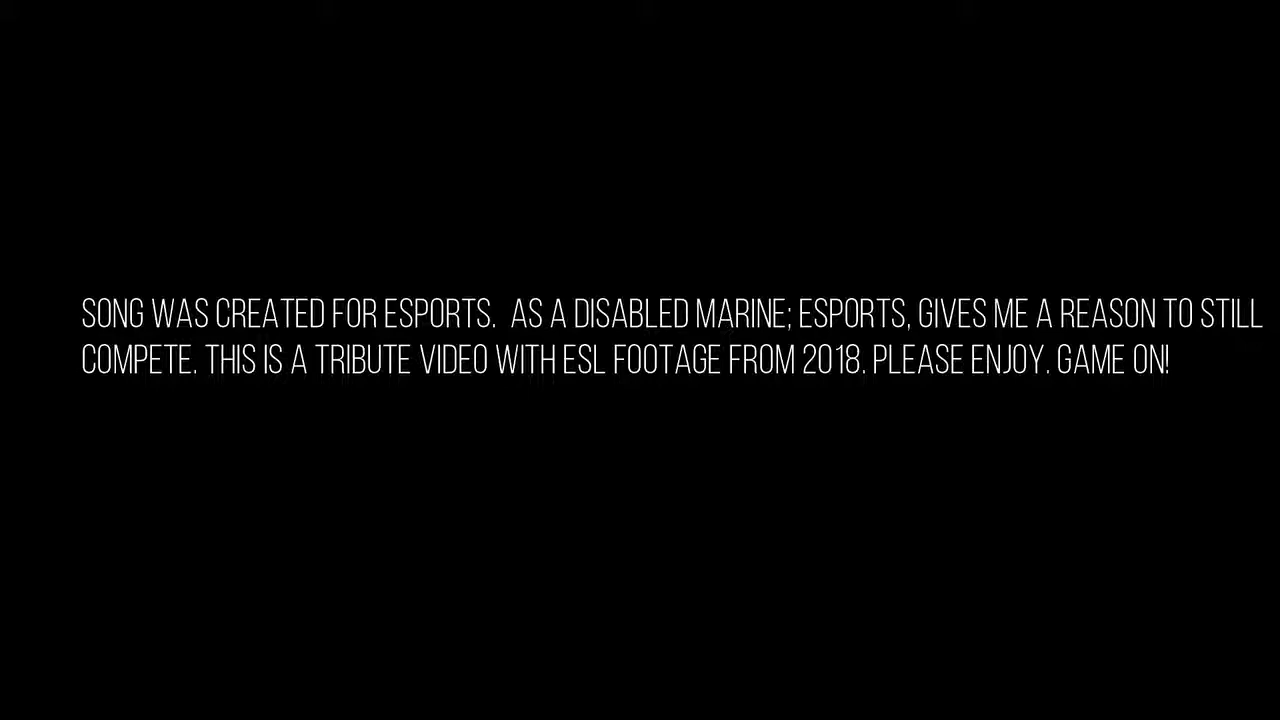 SONG WAS CREATED FOR ESPORTS.  AS A DISABLED MARINE; ESPORTS, GIVES ME A REASON TO STILL
COMPETE. THIS IS A TRIBUTE VIDEO WITH ESL FOOTAGE FROM 2018. PLEASE ENJOY. GAME ON!